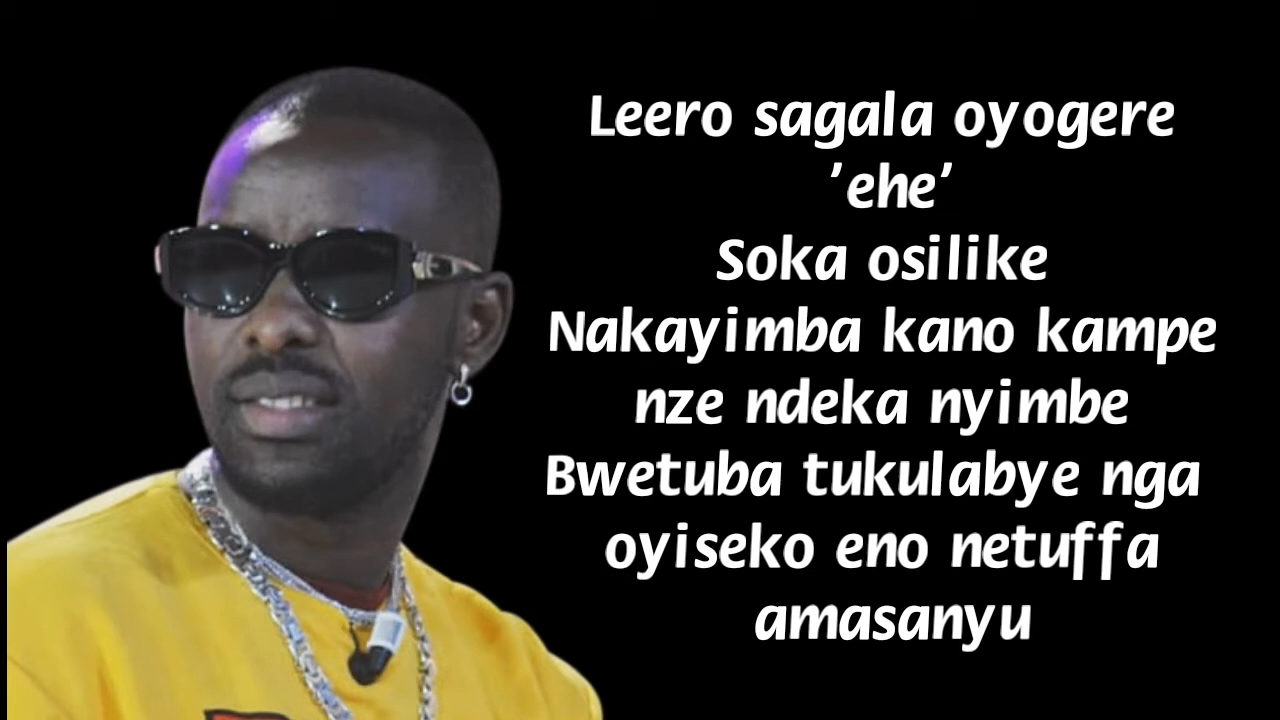 Leero sagala oyogere
'ehe'
Soka osilike
Nakayimba kano kampe
nze ndeka nyimbe
Bwetuba tukulabye nga
oyiseko eno netuffa
amasanyu